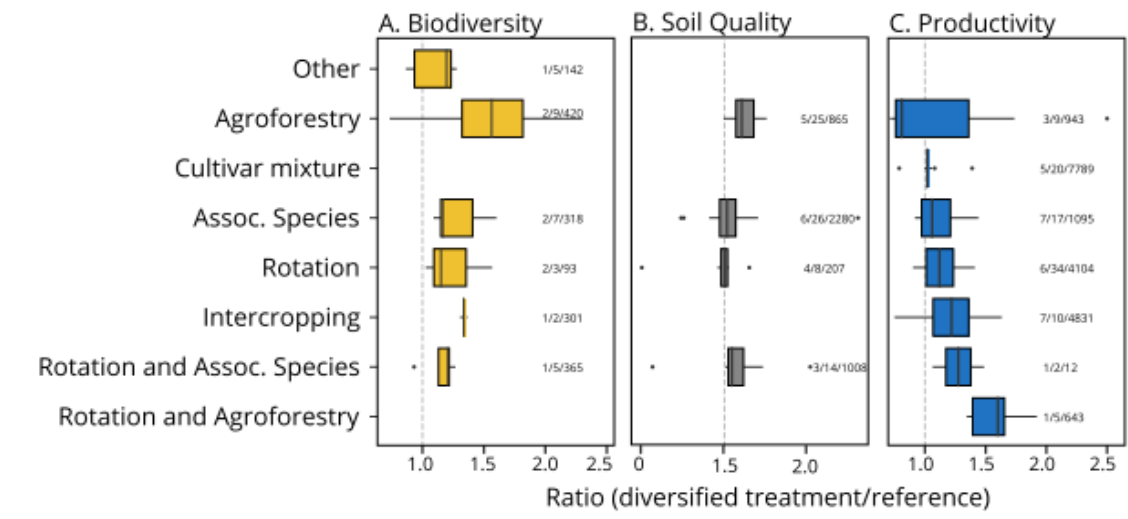 A. Biodiversity B. Soil Quality C. Productivity
Other 1/5/142
Agroforestry 2/9/420 5/25/865 3/9/943
Cultivar mixture 5/20/7789
Assoc. Species 2/7/318 6/26/2280 7/17/1095
Rotation 2/3/93 4/8/207 6/34/4104
Intercropping 1/2/301 7/10/4831
Rotation and Assoc. Species 1/5/365 3/14/1008 1/2/12
Rotation and Agroforestry 1/5/643
1.0 1.5 2.0 2.5 0 1.5 2.0 1.0 1.5 2.0 2.5
Ratio (diversified treatment/reference)